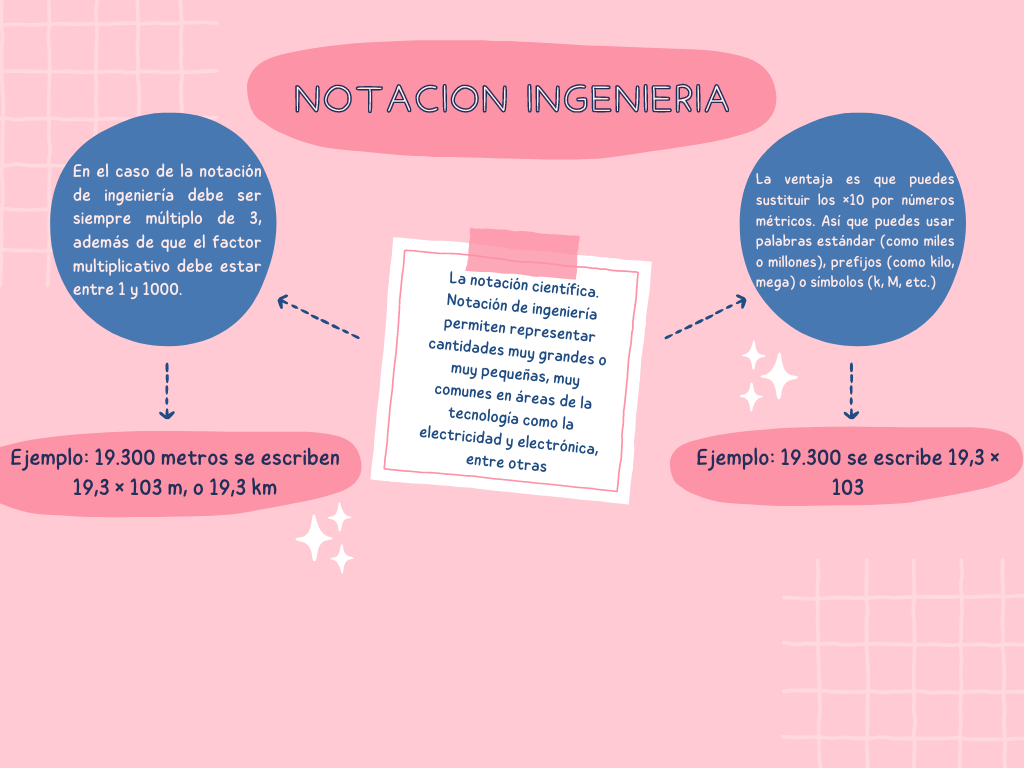 NOTACION INGENIERIA
En el caso de la notación
de ingeniería debe ser
siempre múltiplo de 3,
además de que el factor
multiplicativo debe estar
entre 1 y 1000.
La ventaja es que puedes
sustituir los ×10 por números
métricos. Así que puedes usar
palabras estándar (como miles
o millones), prefijos (como kilo,
mega) o símbolos (k, M, etc.)
La notación científica.
Notación de ingeniería
permiten representar
cantidades muy grandes o
muy pequeñas, muy
comunes en áreas de la
tecnología como la
electricidad y electrónica,
entre otras
Ejemplo: 19.300 metros se escriben
19,3 × 103 m, o 19,3 km
Ejemplo: 19.300 se escribe 19,3 ×
103